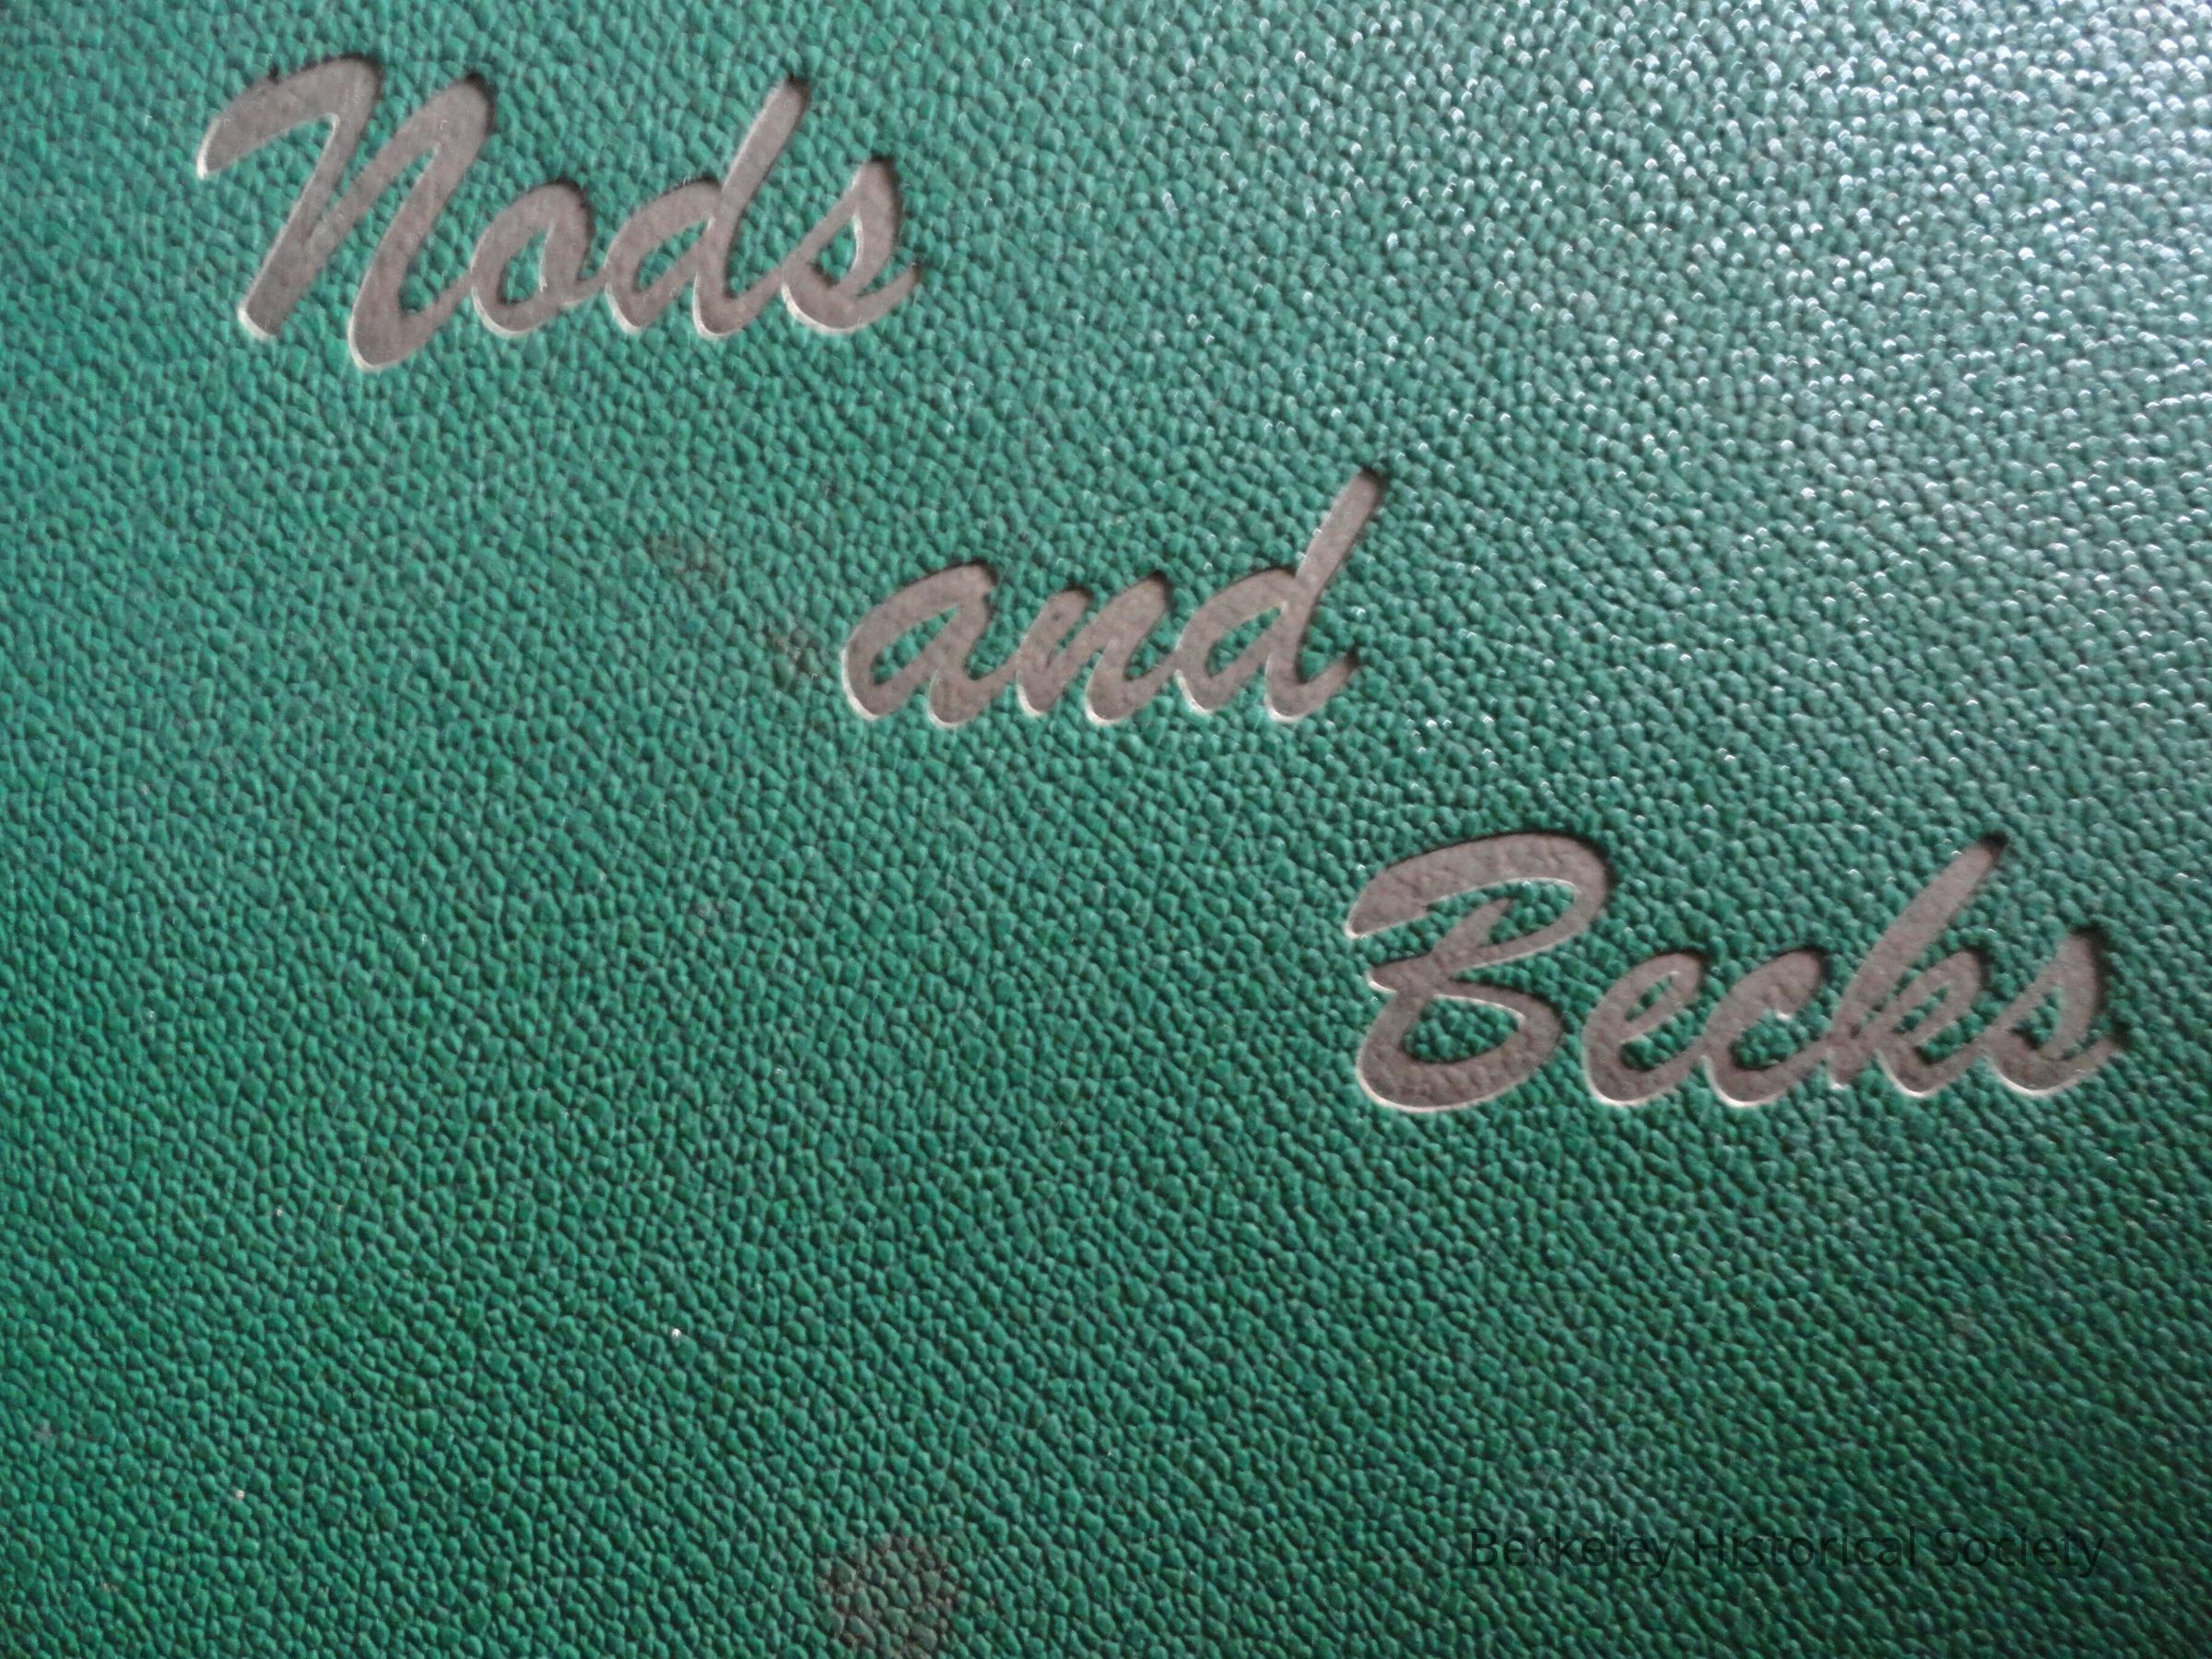 Nods
and
Becks
Berkeley Historical Society